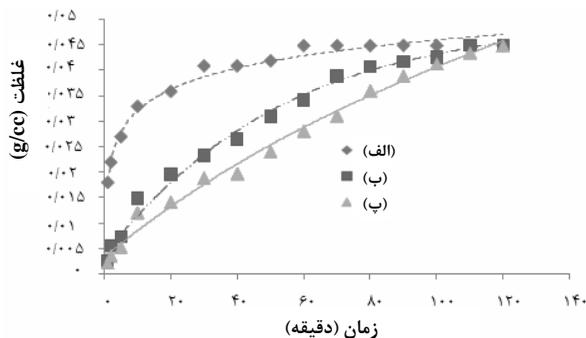 ۰/۰۵
۰/۰۴۵
۰/۰۴
۰/۰۳۵
۰/۰۳
۰/۰۲۵
۰/۰۲
۰/۰۱۵
۰/۰۱
۰/۰۰۵
۰
غلظت (g/cc)
(الف)
(ب)
(پ)
۰ ۲۰ ۴۰ ۶۰ ۸۰ ۱۰۰ ۱۲۰ ۱۴۰
زمان (دقیقه)